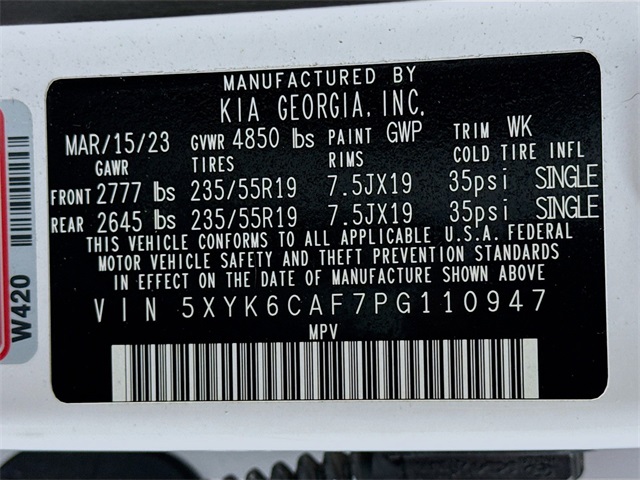 MANUFACTURED BY
KIA GEORGIA, INC.
MAR/15/23 GVWR 4850 lbs PAINT GWP TRIM WK
GAWR TIRES RIMS COLD TIRE INFL
FRONT 2777 lbs 235/55R19 7.5JX19 35psi SINGLE
REAR 2645 lbs 235/55R19 7.5JX19 35psi SINGLE
THIS VEHICLE CONFORMS TO ALL APPLICABLE U.S.A. FEDERAL
MOTOR VEHICLE SAFETY AND THEFT PREVENTION STANDARDS
IN EFFECT ON THE DATE OF MANUFACTURE SHOWN ABOVE
VIN 5XYK6CAF7PG110947
MPV
W420